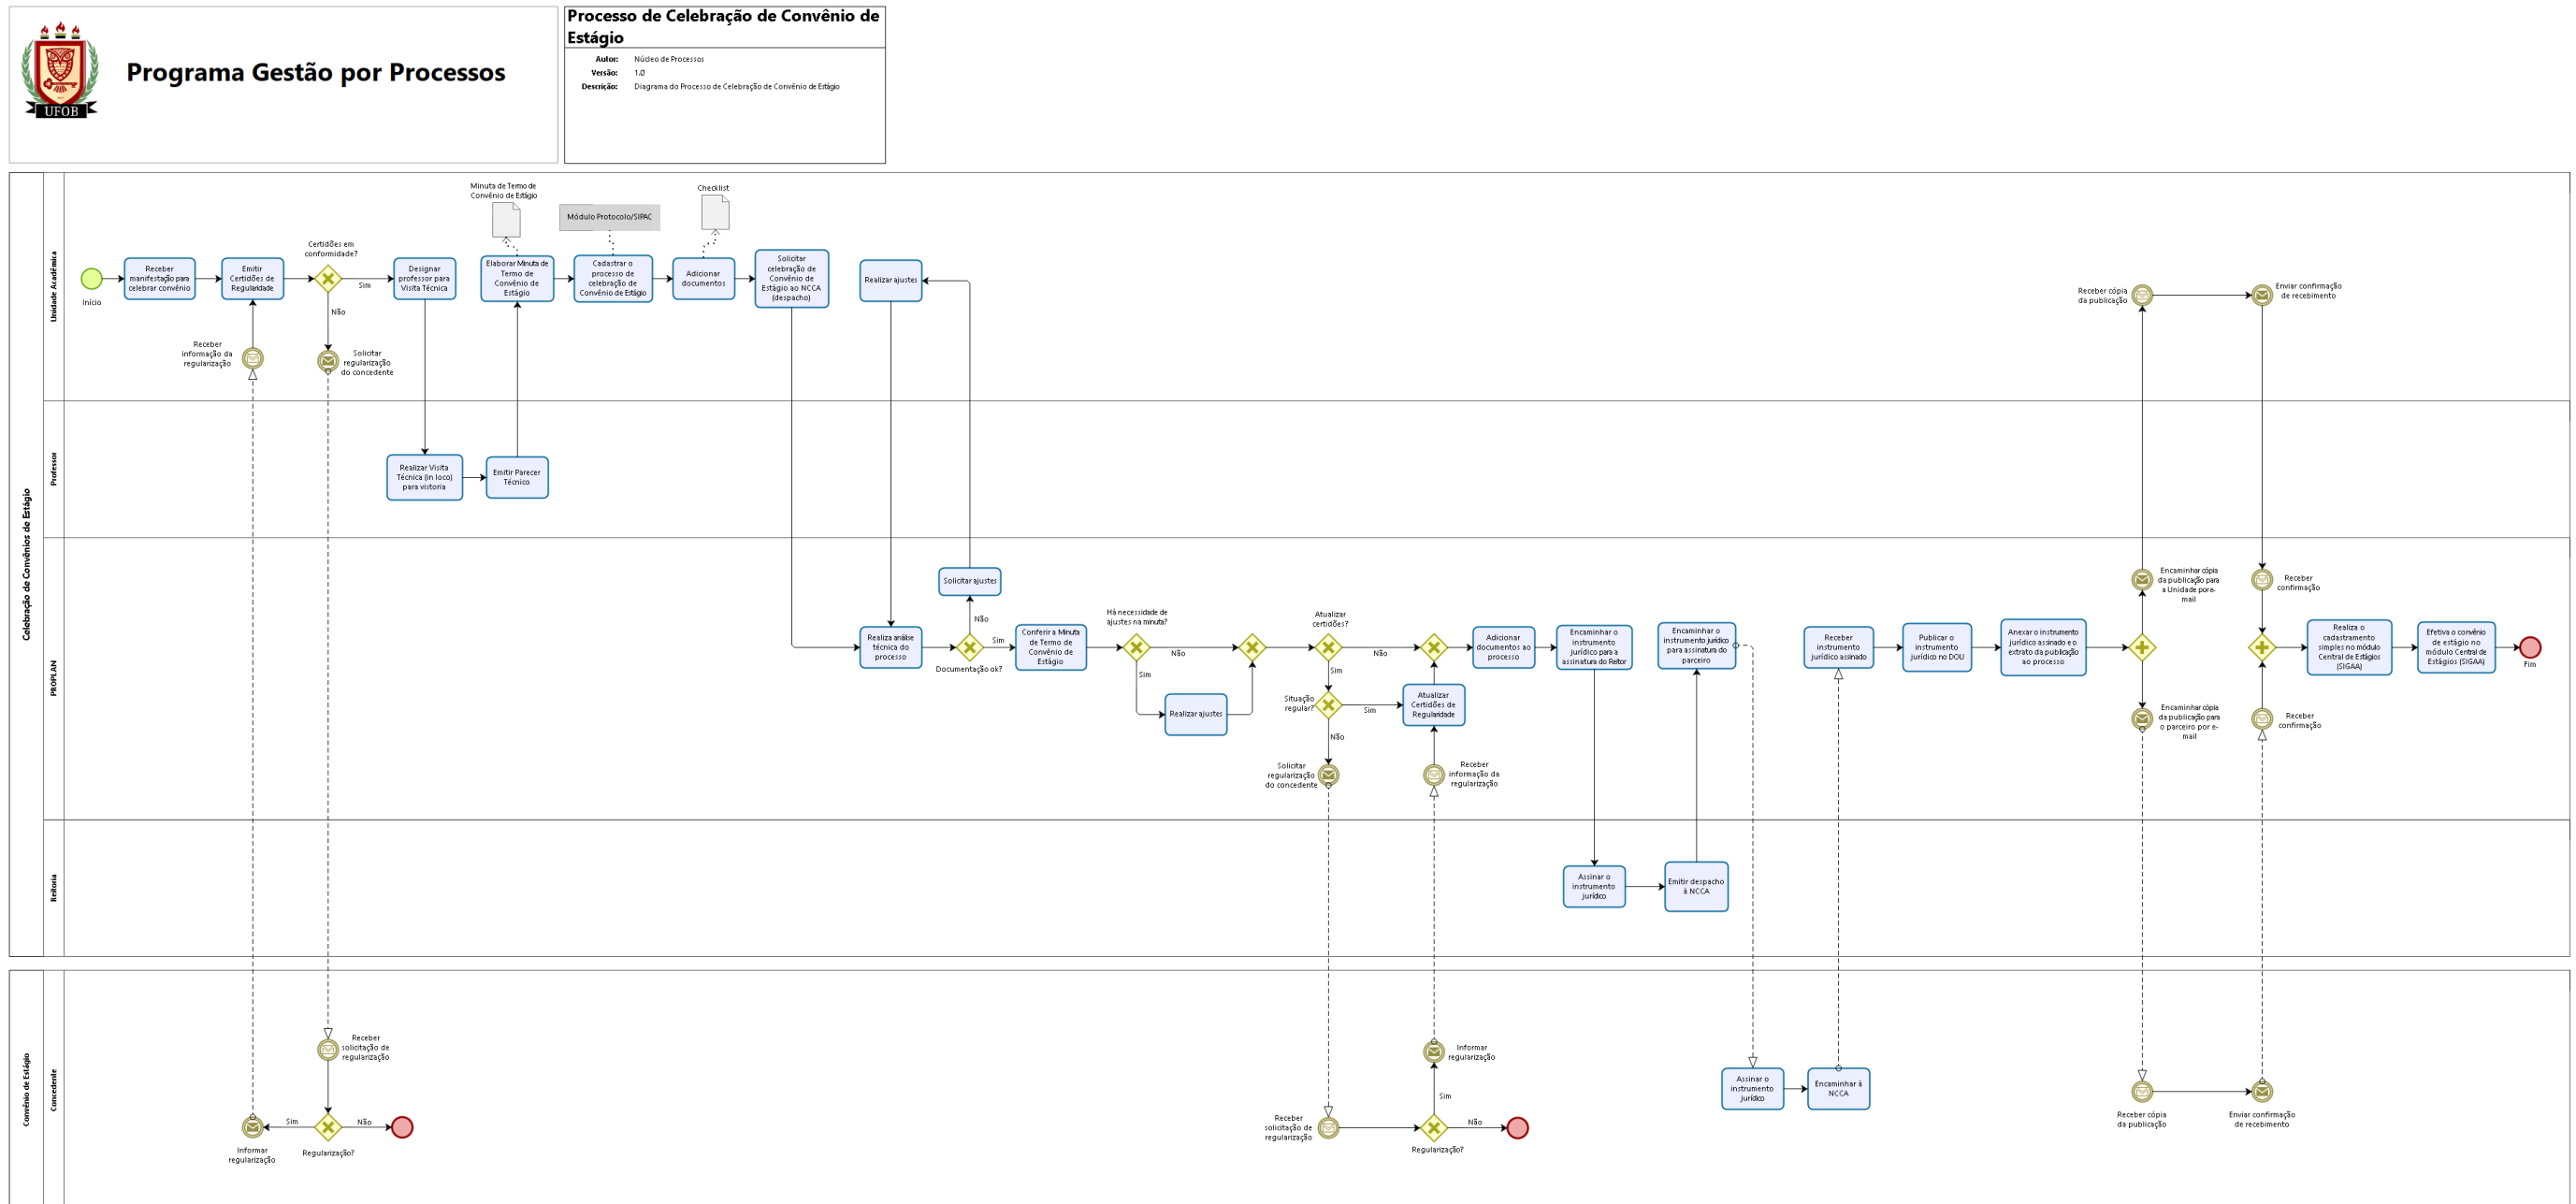 UFOB
Programa Gestão por Processos
Processo de Celebração de Convênio de
Estágio
Autor: Núcleo de Processos
Versão: 1.0
Descrição: Diagrama do Processo de Celebração de Convênio de Estágio
Celebração de Convênios de Estágio
Unidade Acadêmica
Início
Receber
manifestação para
celebrar convênio
Emitir
Certidões de
Regularidade
Certidões em
conformidade?
Sim
Não
Receber
informação da
regularização
Solicitar
regularização
do concedente
Designar
professor para
Visita Técnica
Minuta de Termo de
Convênio de Estágio
Elaborar Minuta de
Termo de
Convênio de
Estágio
Módulo Protocolo/SIPAC
Cadastrar o
processo de
celebração de
Convênio de Estágio
Checklist
Adicionar
documentos
Solicitar
celebração de
Convênio de
Estágio ao NCCA
(despacho)
Realizar ajustes
Receber cópia
da publicação
Enviar confirmação
de recebimento
Professor
Realizar Visita
Técnica (in loco)
para vistoria
Emitir Parecer
Técnico
PROPLAN
Solicitar ajustes
Não
Realiza análise
técnica do
processo
Sim
Documentação ok?
Conferir a Minuta
de Termo de
Convênio de
Estágio
Há necessidade de
ajustes na minuta?
Não
Sim
Realizar ajustes
Atualizar
certidões?
Não
Sim
Situação
regular?
Sim
Não
Atualizar
Certidões de
Regularidade
Solicitar
regularização
do concedente
Receber
informação da
regularização
Adicionar
documentos ao
processo
Encaminhar o
instrumento
jurídico para a
assinatura do Reitor
Encaminhar o
instrumento jurídico
para assinatura do
parceiro
Receber
instrumento
jurídico assinado
Publicar o
instrumento
jurídico no DOU
Anexar o instrumento
jurídico assinado e o
extrato da publicação
ao processo
Encaminhar cópia
da publicação para
a Unidade por e-
mail
Encaminhar cópia
da publicação para
o parceiro por e-
mail
Receber
confirmação
Receber
confirmação
Realiza o
cadastramento
simples no módulo
Central de Estágios
(SIGAA)
Efetiva o convênio
de estágio no
módulo Central de
Estágios (SIGAA)
Fim
Reitoria
Assinar o
instrumento
jurídico
Emitir despacho
à NCCA
Convênio de Estágio
Concedente
Receber
solicitação de
regularização
Sim
Não
Informar
regularização
Regularização?
Receber
solicitação de
regularização
Informar
regularização
Sim
Não
Regularização?
Assinar o
instrumento
jurídico
Encaminhar à
NCCA
Receber cópia
da publicação
Enviar confirmação
de recebimento